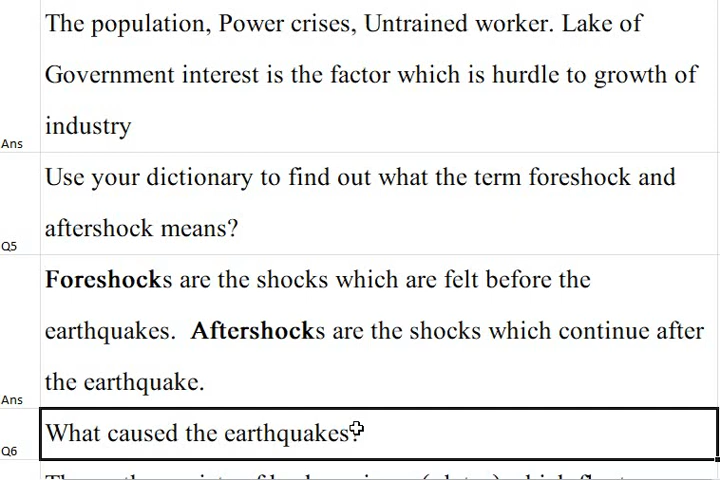 The population, Power crises, Untrained worker. Lake of
Government interest is the factor which is hurdle to growth of
industry
Ans
Use your dictionary to find out what the term foreshock and
aftershock means?
Q5
Foreshocks are the shocks which are felt before the
earthquakes. Aftershocks are the shocks which continue after
the earthquake.
Ans
What caused the earthquakes?
Q6